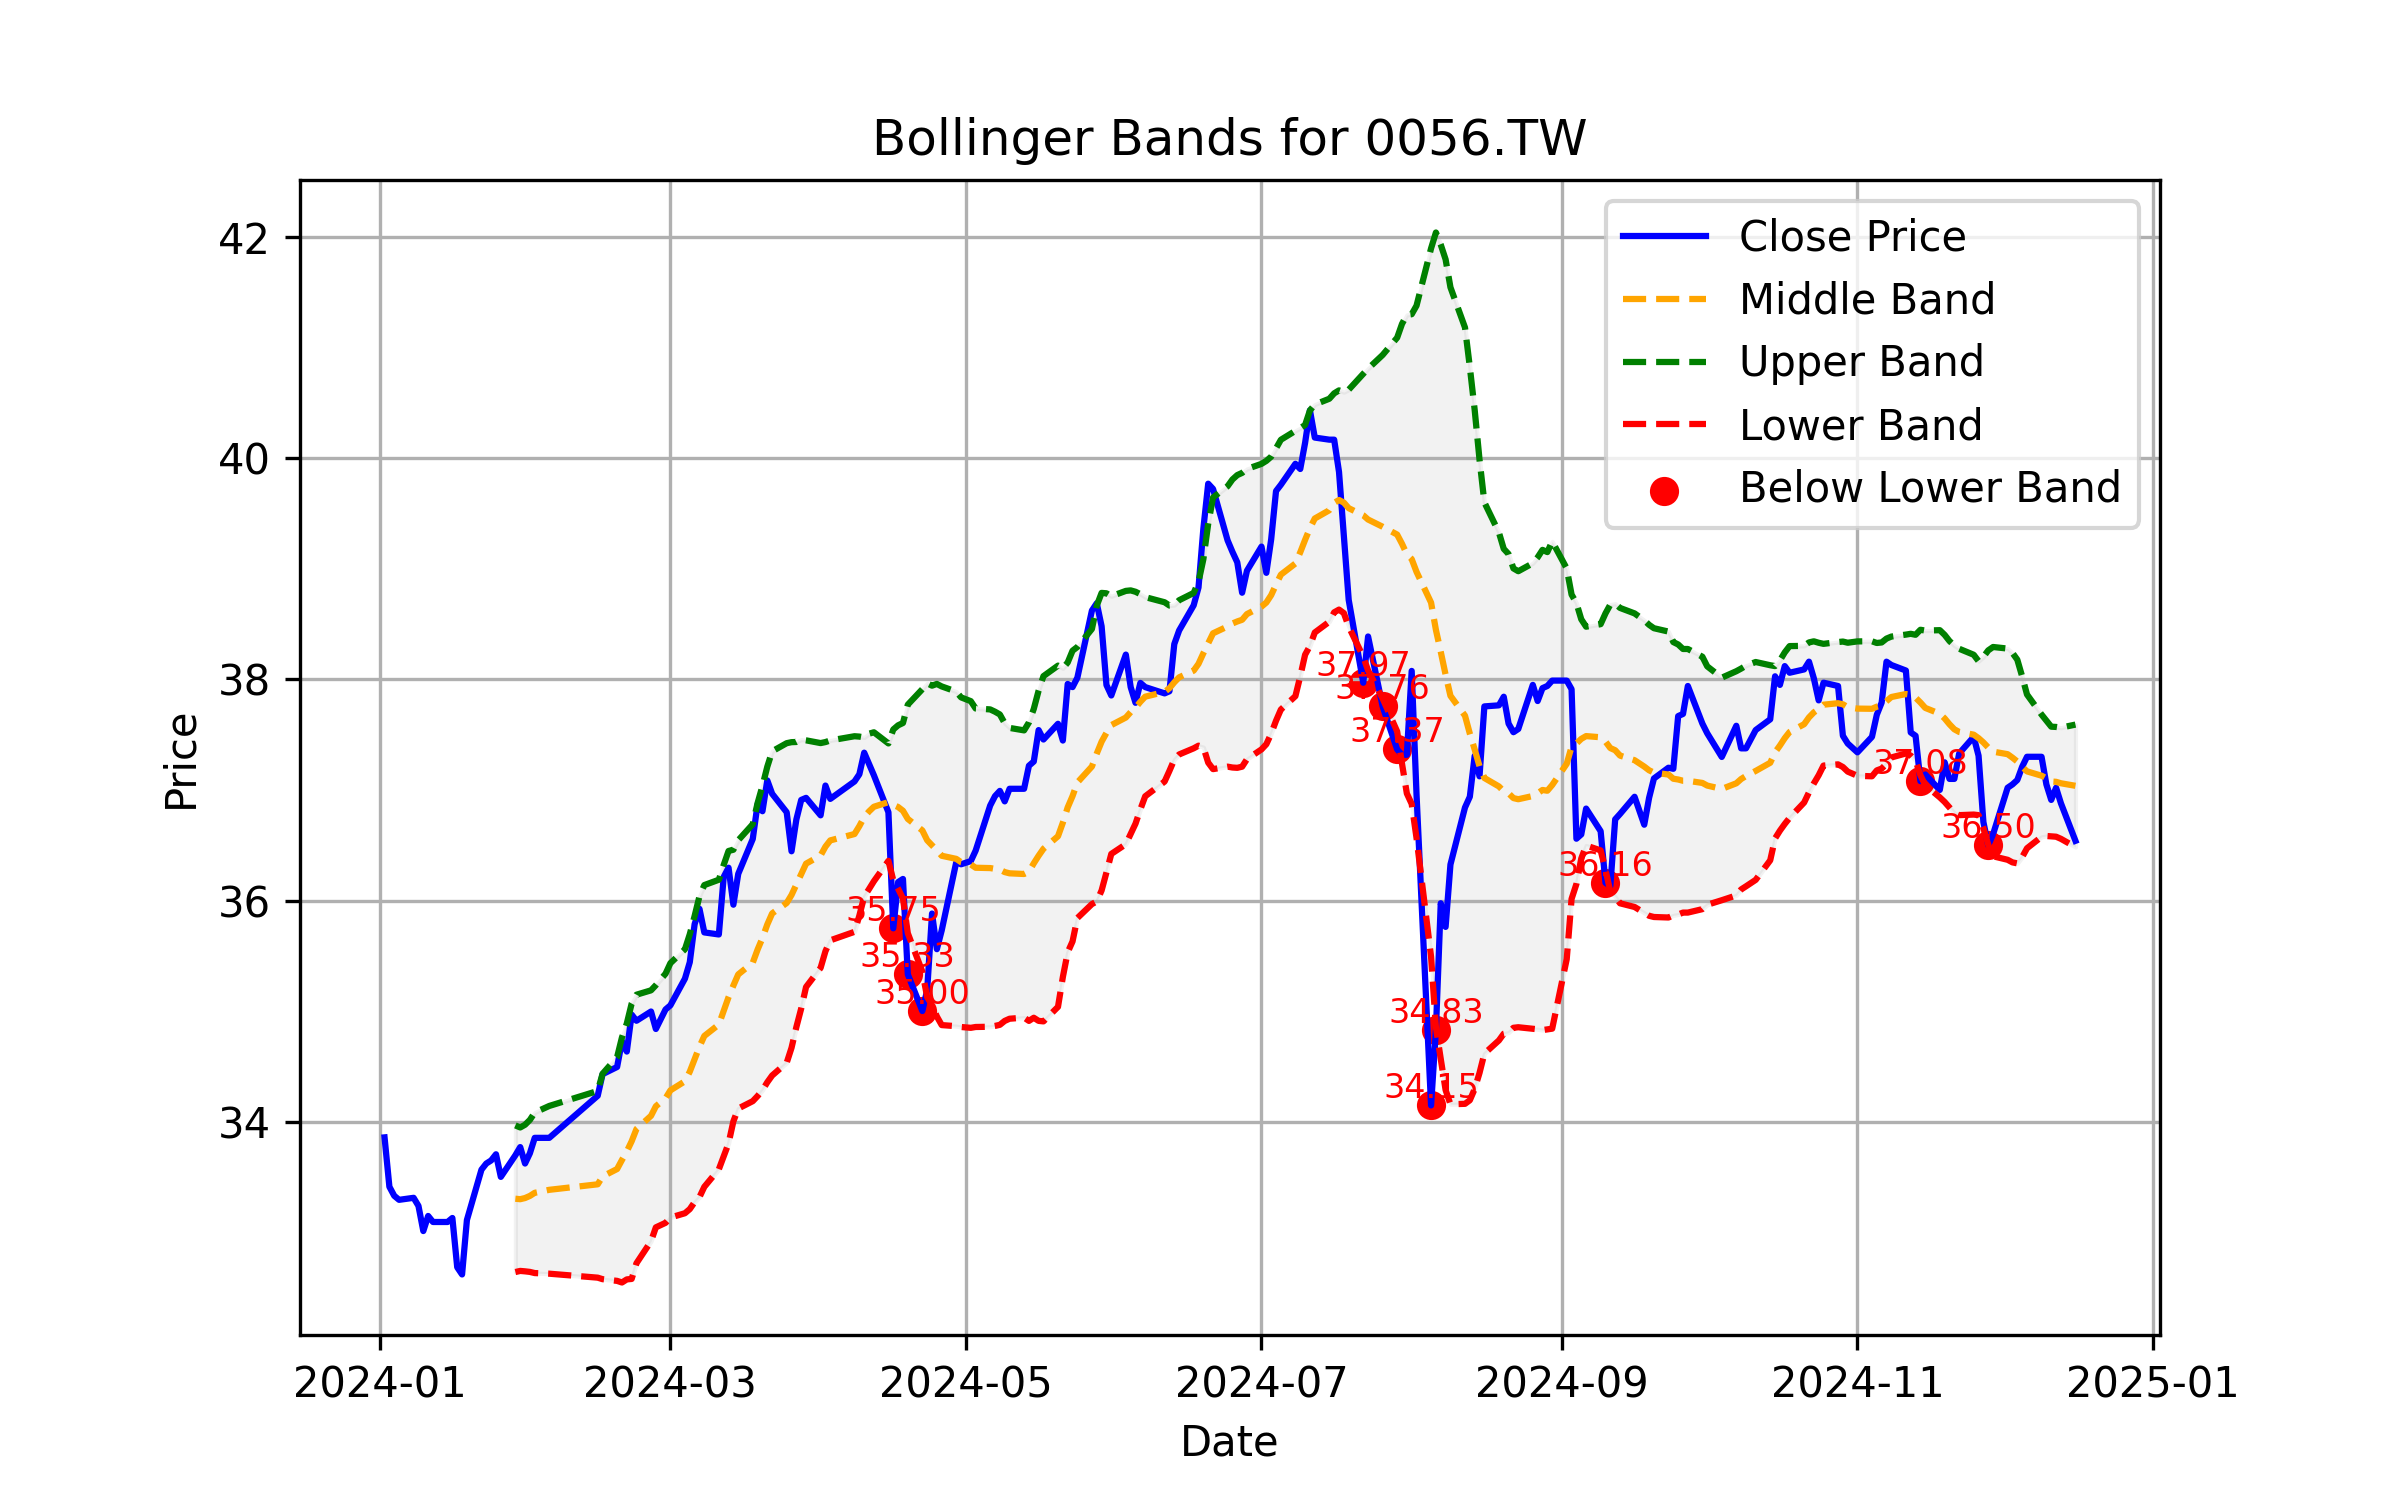 Bollinger Bands for 0056.TW
Close Price
Middle Band
Upper Band
Lower Band
Below Lower Band
Price
42
40
38
36
34
37.97
37.76
37.37
37.08
36.50
36.16
35.75
35.33
35.00
34.83
34.15
2024-01 2024-03 2024-05 2024-07 2024-09 2024-11 2025-01
Date